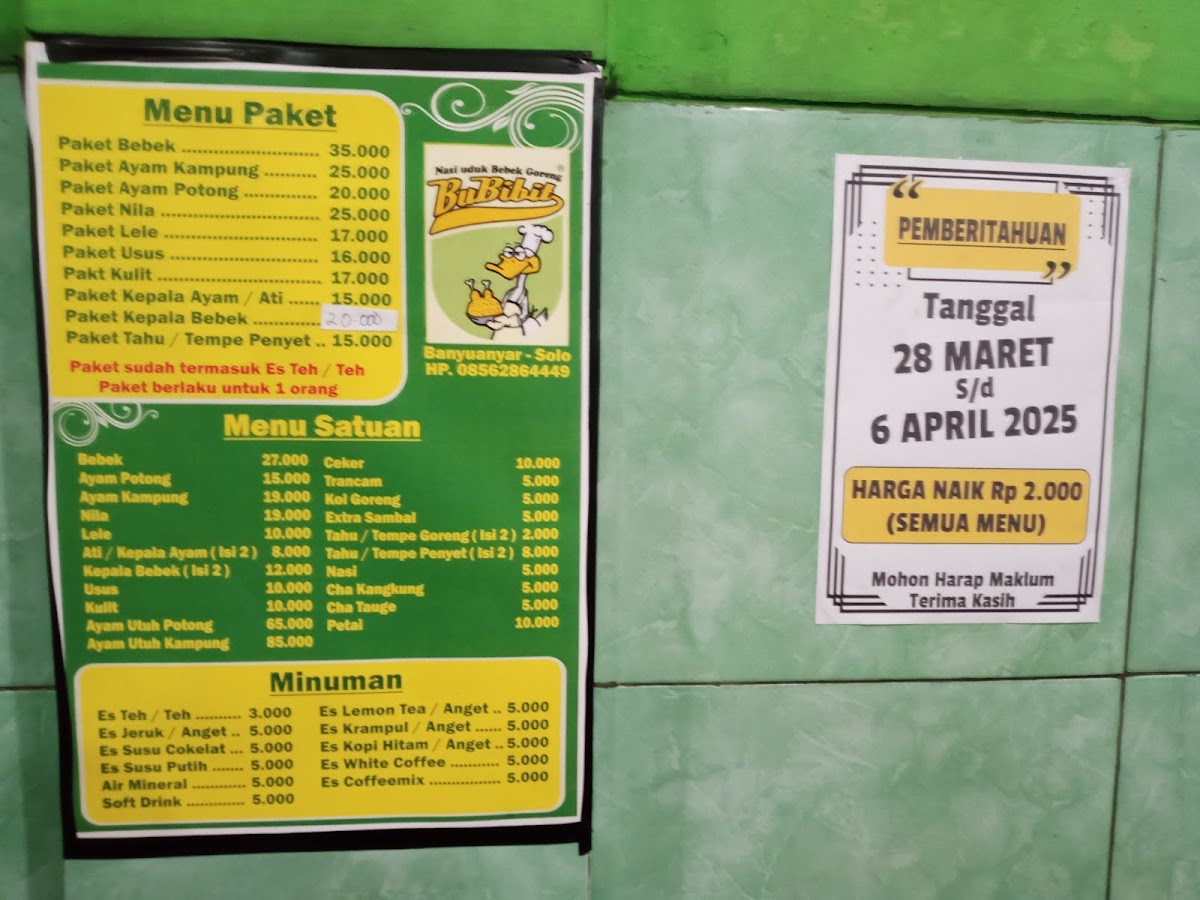 Menu Paket
Paket Bebek ........................ 35.000
Paket Ayam Kampung .......... 25.000
Paket Ayam Potong .............. 20.000
Paket Nila ............................ 25.000
Paket Lele ............................ 17.000
Paket Usus ........................... 16.000
Pakt Kulit ............................. 17.000
Paket Kepala Ayam / Ati ...... 15.000
Paket Kepala Bebek ............ 20.000
Paket Tahu / Tempe Penyet .. 15.000
Paket sudah termasuk Es Teh / Teh
Paket berlaku untuk 1 orang
Nasi uduk Bebek Goreng
BuBibit
®
Banyuanyar - Solo
HP. 08562864449
Menu Satuan
Bebek 27.000
Ayam Potong 15.000
Ayam Kampung 19.000
Nila 19.000
Lele 10.000
Ati / Kepala Ayam ( Isi 2 ) 8.000
Kepala Bebek ( Isi 2 ) 12.000
Usus 10.000
Kulit 10.000
Ayam Utuh Potong 65.000
Ayam Utuh Kampung 85.000
Ceker 10.000
Trancam 5.000
Kol Goreng 5.000
Extra Sambal 5.000
Tahu / Tempe Goreng ( Isi 2 ) 2.000
Tahu / Tempe Penyet ( Isi 2 ) 8.000
Nasi 5.000
Cha Kangkung 5.000
Cha Tauge 5.000
Petai 10.000
Minuman
Es Teh / Teh .......... 3.000
Es Jeruk / Anget .. 5.000
Es Susu Cokelat ... 5.000
Es Susu Putih ....... 5.000
Air Mineral ............ 5.000
Soft Drink ............. 5.000
Es Lemon Tea / Anget .. 5.000
Es Krampul / Anget ...... 5.000
Es Kopi Hitam / Anget .. 5.000
Es White Coffee ........... 5.000
Es Coffeemix ................ 5.000
“
PEMBERITAHUAN
”
Tanggal
28 MARET
S/d
6 APRIL 2025
HARGA NAIK Rp 2.000
(SEMUA MENU)
Mohon Harap Maklum
Terima Kasih